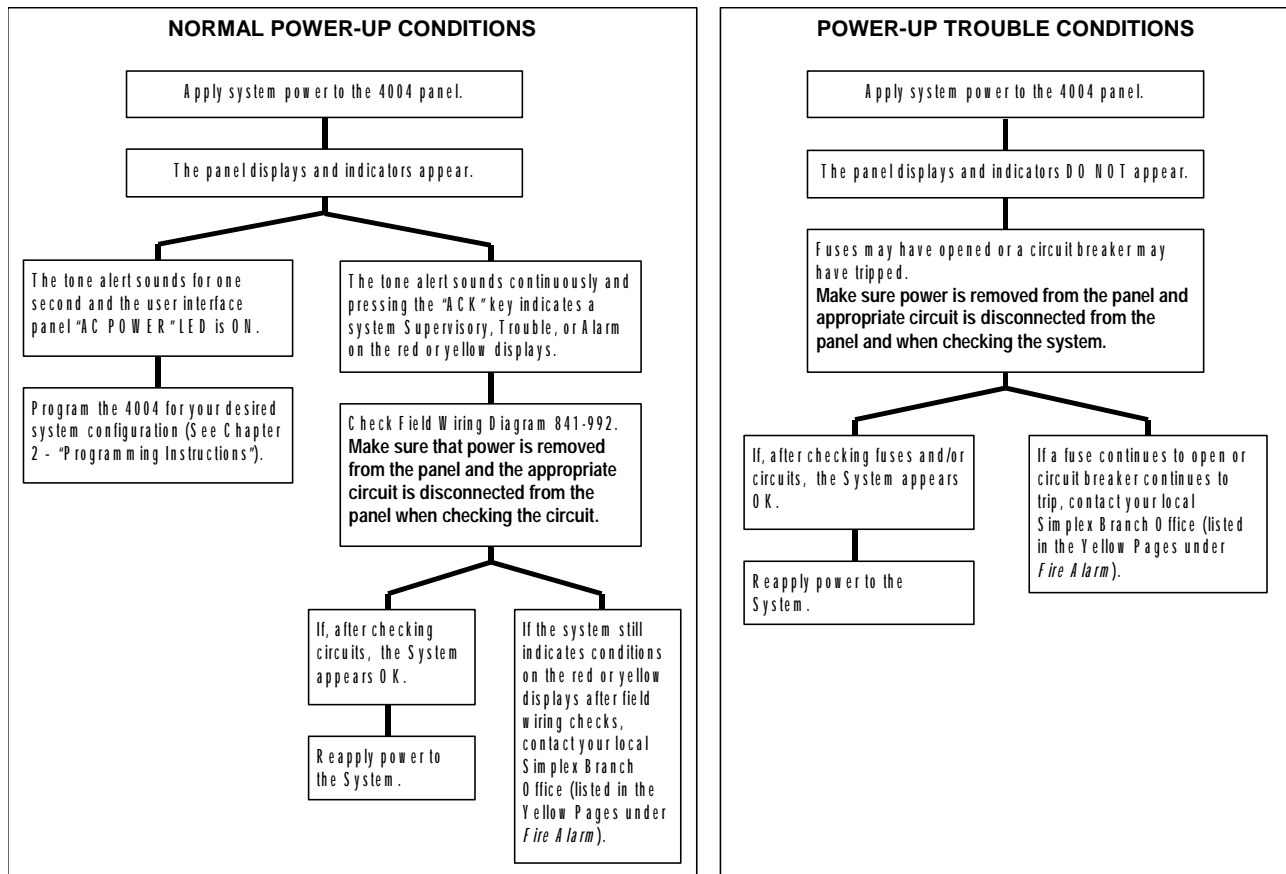 NORMAL POWER-UP CONDITIONS
Apply system power to the 4004 panel.
The panel displays and indicators appear.
The tone alert sounds for one
second and the user interface
panel “AC POWER” LED is ON.
Program the 4004 for your desired
system configuration (See Chapter
2 - “Programming Instructions”).
The tone alert sounds continuously and
pressing the “ACK” key indicates a
system Supervisory, Trouble, or Alarm
on the red or yellow displays.
Check Field Wiring Diagram 841-992.
Make sure that power is removed
from the panel and the appropriate
circuit is disconnected from the
panel when checking the circuit.
If, after checking
circuits, the System
appears OK.
Reapply power to
the System.
If the system still
indicates conditions
on the red or yellow
displays after field
wiring checks,
contact your local
Simplex Branch
Office (listed in the
Yellow Pages under
Fire Alarm).
POWER-UP TROUBLE CONDITIONS
Apply system power to the 4004 panel.
The panel displays and indicators DO NOT appear.
Fuses may have opened or a circuit breaker may
have tripped.
Make sure power is removed from the panel and
appropriate circuit is disconnected from the
panel and when checking the system.
If, after checking fuses and/or
circuits, the System appears
OK.
Reapply power to the
System.
If a fuse continues to open or
circuit breaker continues to
trip, contact your local
Simplex Branch Office (listed
in the Yellow Pages under
Fire Alarm).